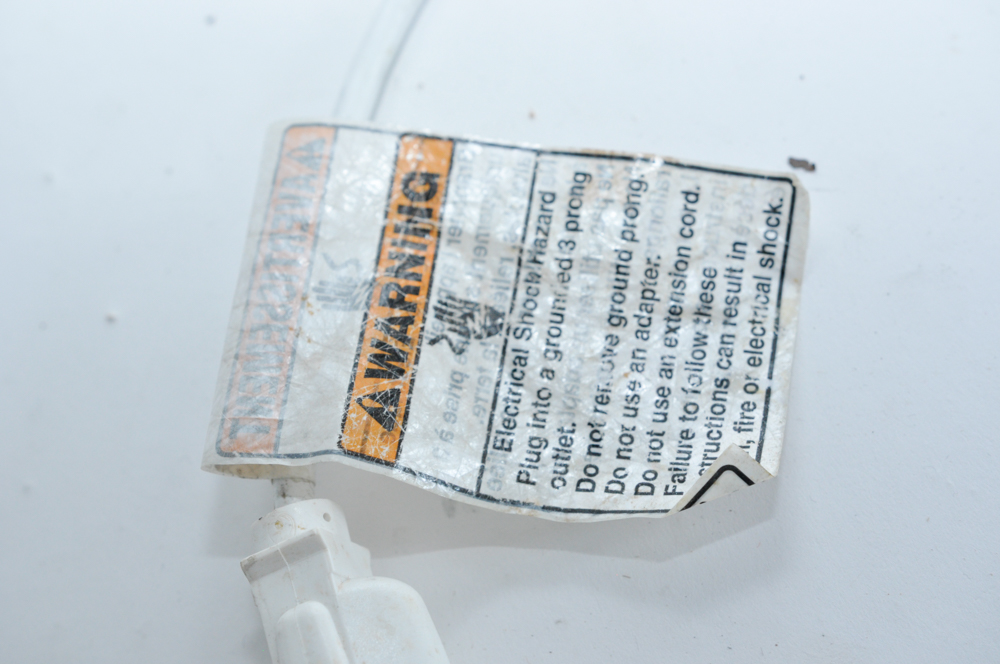 WARNING
Electrical Shock Hazard
Plug into a grounded 3 prong
outlet.
Do not remove ground prong.
Do not use an adapter.
Do not use an extension cord.
Failure to follow these
structions can result in
, fire or electrical shock.